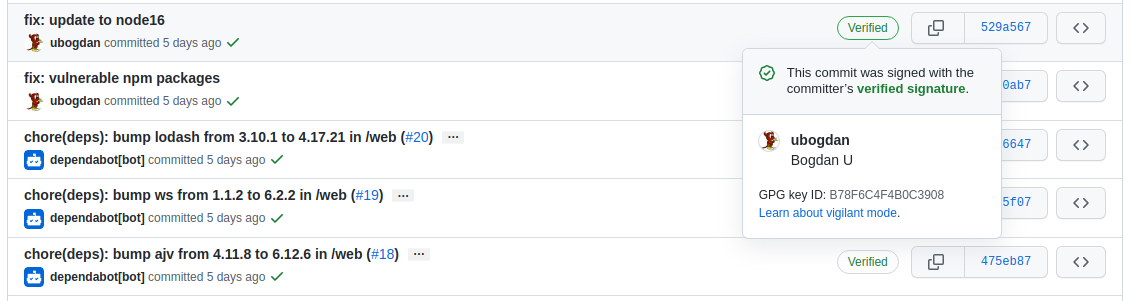 fix: update to node16
ubogdan committed 5 days ago
Verified
529a567
This commit was signed with the
committer's verified signature.
ubogdan
Bogdan U
GPG key ID: B78F6C4F4B0C3908
Learn about vigilant mode.
fix: vulnerable npm packages
ubogdan committed 5 days ago
0ab7
chore(deps): bump lodash from 3.10.1 to 4.17.21 in /web (#20) ...
dependabot[bot] committed 5 days ago
6647
chore(deps): bump ws from 1.1.2 to 6.2.2 in /web (#19) ...
dependabot[bot] committed 5 days ago
5f07
chore(deps): bump ajv from 4.11.8 to 6.12.6 in /web (#18) ...
dependabot[bot] committed 5 days ago
Verified
475eb87